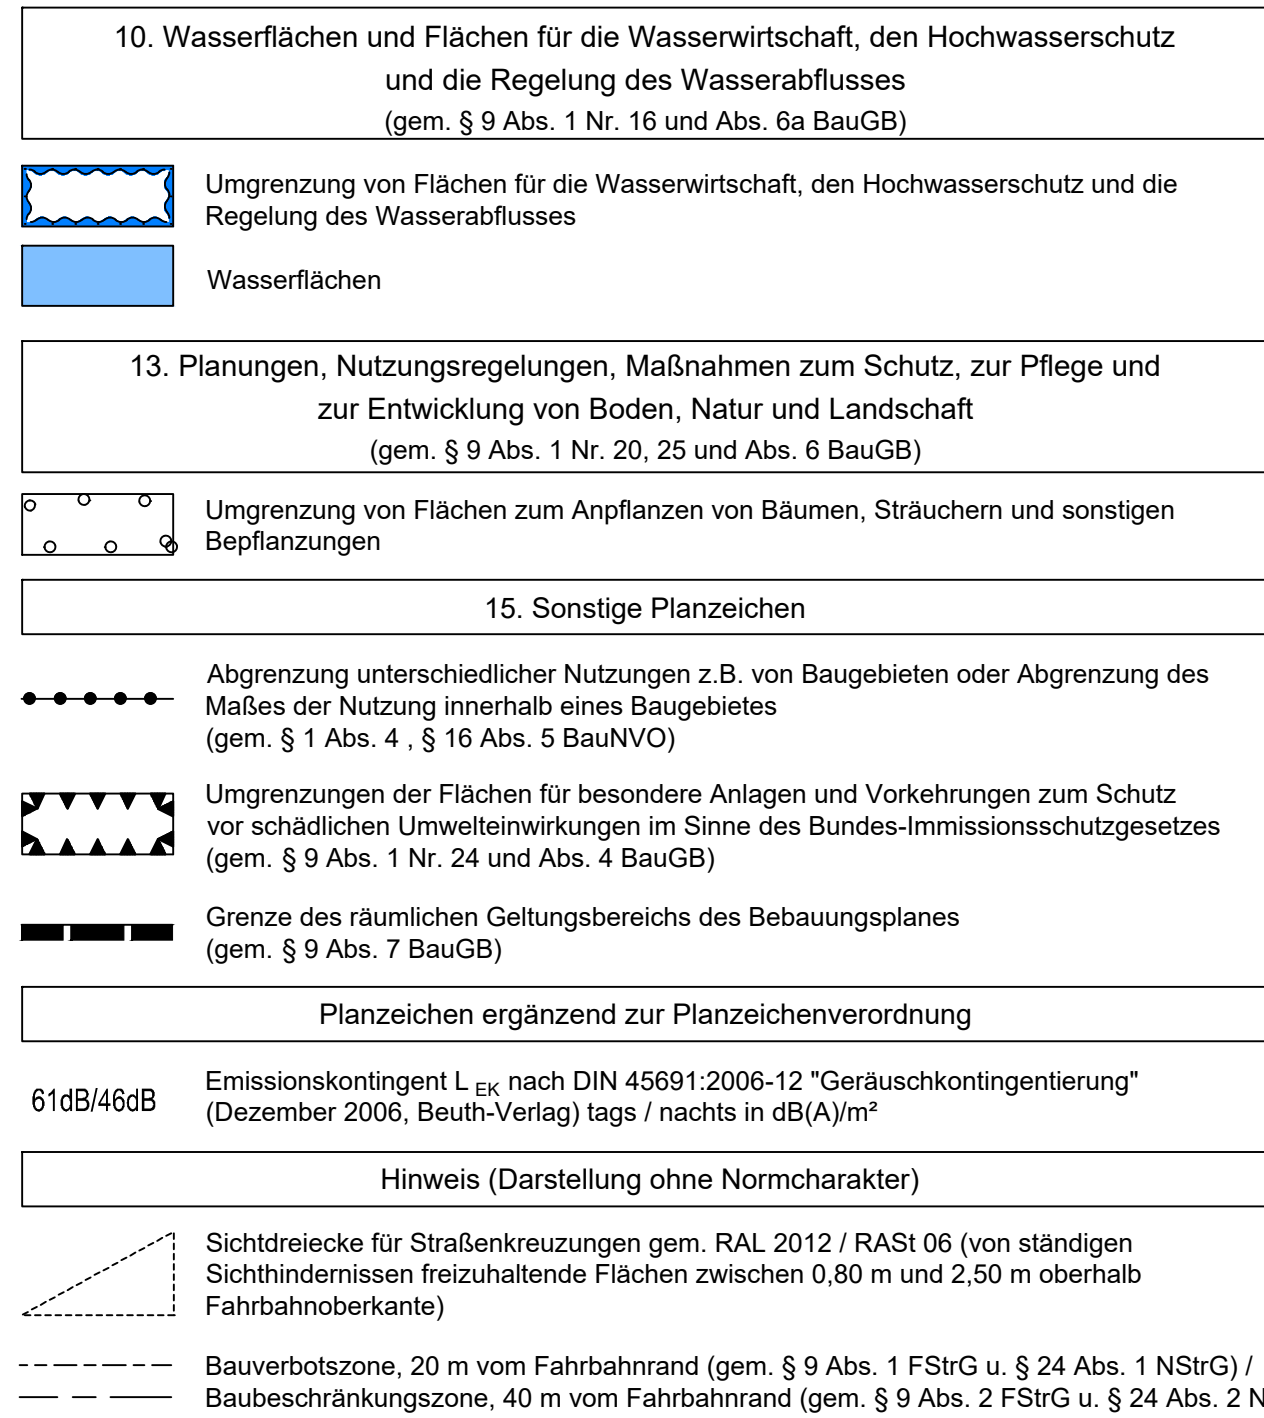 10. Wasserflächen und Flächen für die Wasserwirtschaft, den Hochwasserschutz
und die Regelung des Wasserabflusses
(gem. § 9 Abs. 1 Nr. 16 und Abs. 6a BauGB)
Umgrenzung von Flächen für die Wasserwirtschaft, den Hochwasserschutz und die
Regelung des Wasserabflusses
Wasserflächen
13. Planungen, Nutzungsregelungen, Maßnahmen zum Schutz, zur Pflege und
zur Entwicklung von Boden, Natur und Landschaft
(gem. § 9 Abs. 1 Nr. 20, 25 und Abs. 6 BauGB)
Umgrenzung von Flächen zum Anpflanzen von Bäumen, Sträuchern und sonstigen
Bepflanzungen
15. Sonstige Planzeichen
Abgrenzung unterschiedlicher Nutzungen z.B. von Baugebieten oder Abgrenzung des
Maßes der Nutzung innerhalb eines Baugebietes
(gem. § 1 Abs. 4 , § 16 Abs. 5 BauNVO)
Umgrenzungen der Flächen für besondere Anlagen und Vorkehrungen zum Schutz
vor schädlichen Umwelteinwirkungen im Sinne des Bundes-Immissionsschutzgesetzes
(gem. § 9 Abs. 1 Nr. 24 und Abs. 4 BauGB)
Grenze des räumlichen Geltungsbereichs des Bebauungsplanes
(gem. § 9 Abs. 7 BauGB)
Planzeichen ergänzend zur Planzeichenverordnung
61dB/46dB Emissionskontingent L EK nach DIN 45691:2006-12 "Geräuschkontingentierung"
(Dezember 2006, Beuth-Verlag) tags / nachts in dB(A)/m²
Hinweis (Darstellung ohne Normcharakter)
Sichtdreiecke für Straßenkreuzungen gem. RAL 2012 / RASt 06 (von ständigen
Sichthindernissen freizuhaltende Flächen zwischen 0,80 m und 2,50 m oberhalb
Fahrbahnoberkante)
Bauverbotszone, 20 m vom Fahrbahnrand (gem. § 9 Abs. 1 FStrG u. § 24 Abs. 1 NStrG) /
Baubeschränkungszone, 40 m vom Fahrbahnrand (gem. § 9 Abs. 2 FStrG u. § 24 Abs. 2 N